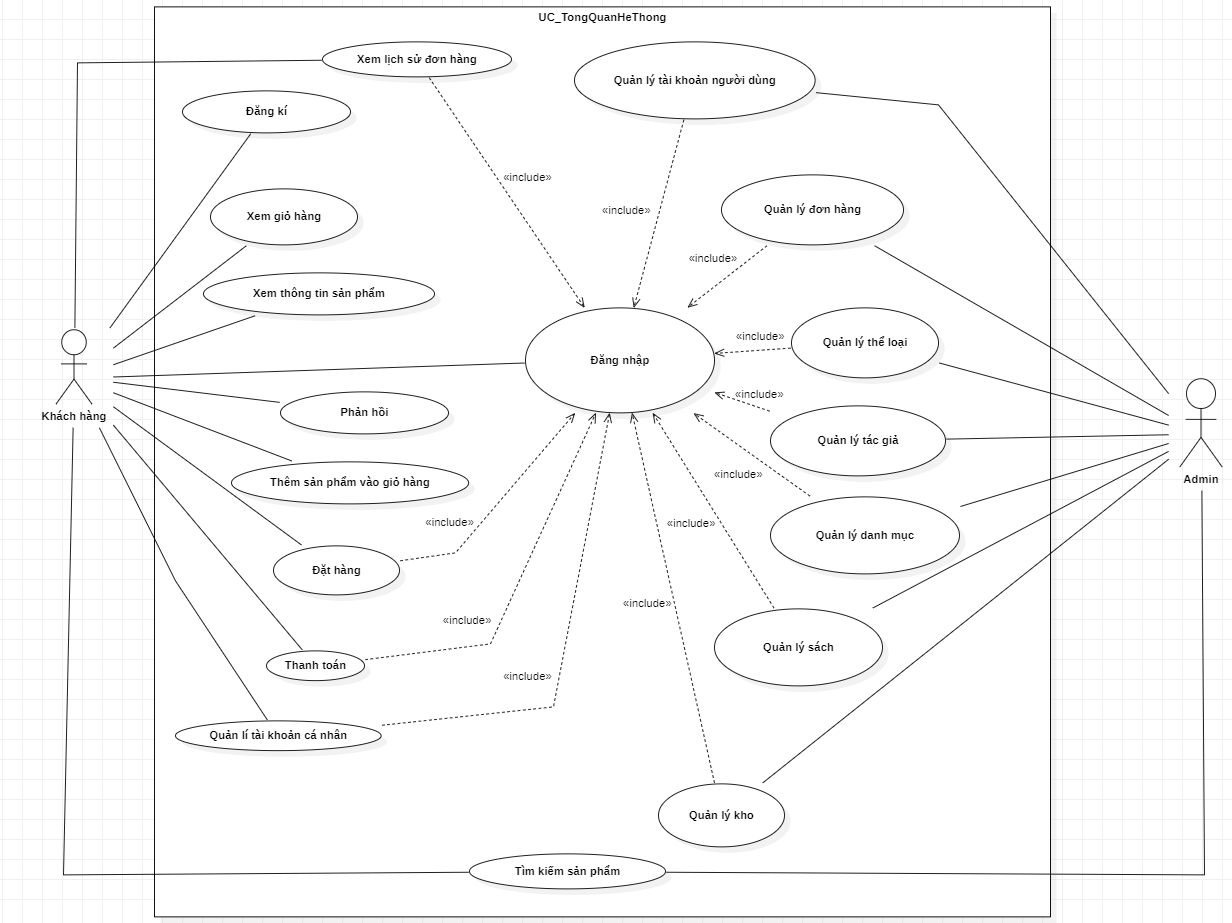 UC_TongQuanHeThong
Xem lịch sử đơn hàng
Quản lý tài khoản người dùng
Đăng kí
«include»
«include»
Quản lý đơn hàng
Xem giỏ hàng
«include»
Xem thông tin sản phẩm
«include»
Quản lý thể loại
Đăng nhập
«include»
Khách hàng
Phản hồi
Quản lý tác giả
Admin
«include»
Thêm sản phẩm vào giỏ hàng
«include»
«include»
Quản lý danh mục
Đặt hàng
«include»
«include»
Quản lý sách
Thanh toán
«include»
Quản lí tài khoản cá nhân
Quản lý kho
Tìm kiếm sản phẩm